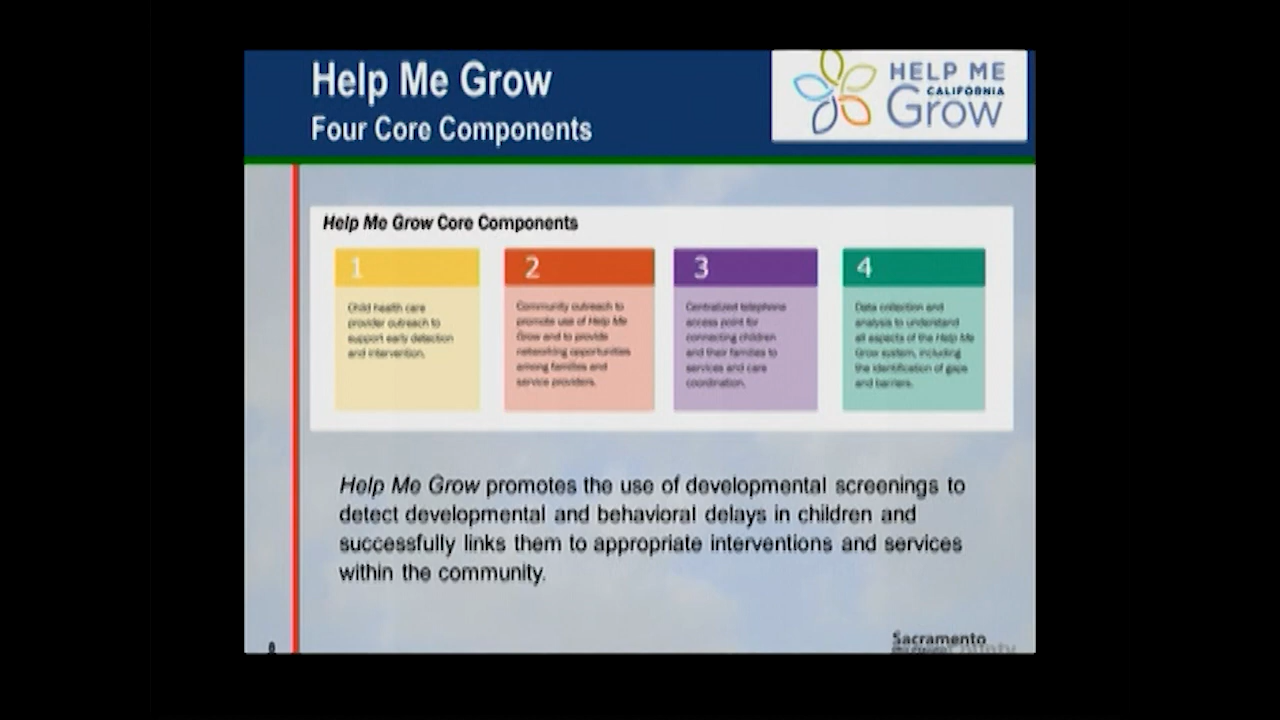 Help Me Grow
Four Core Components
HELP ME
CALIFORNIA
Grow
Help Me Grow Core Components
1
Child health care
provider outreach to
support early detection
and intervention.
2
Community outreach to
promote use of Help Me
Grow and to provide
networking opportunities
among families and
service providers.
3
Centralized telephone
access point for
connecting children
and their families to
services and care
coordination.
4
Data collection and
analysis to understand
all aspects of the Help Me
Grow system, including
the identification of gaps
and barriers.
Help Me Grow promotes the use of developmental screenings to
detect developmental and behavioral delays in children and
successfully links them to appropriate interventions and services
within the community.
Sacramento
County